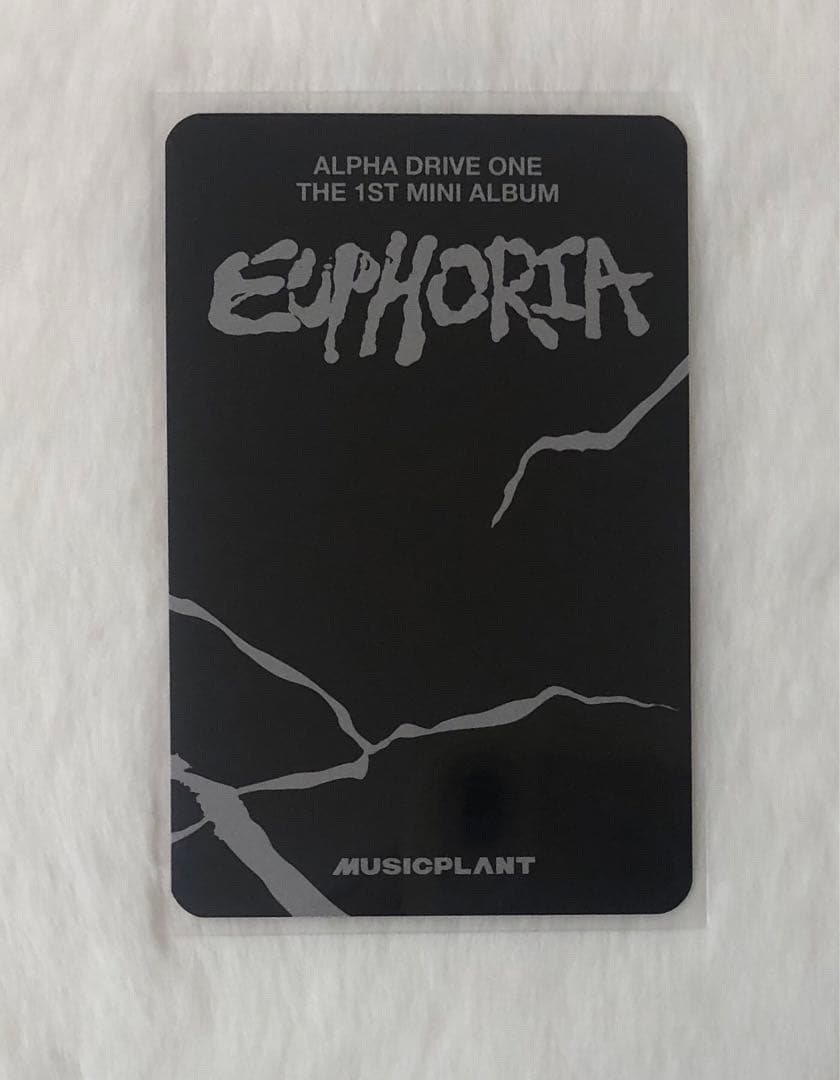 ALPHA DRIVE ONE
THE 1ST MINI ALBUM
EUPHORIA
MUSICPLANT